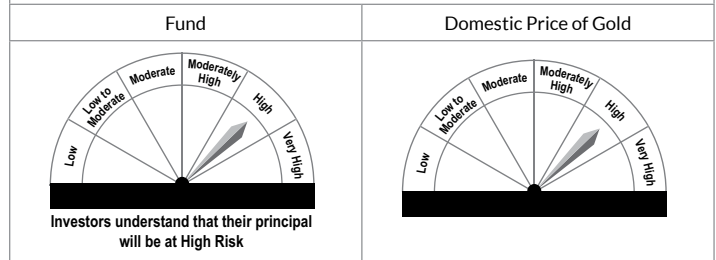 Fund
Domestic Price of Gold
Low
Low to
Moderate
Moderate
Moderately
High
High
Very High
Investors understand that their principal
will be at High Risk
Low
Low to
Moderate
Moderate
Moderately
High
High
Very High